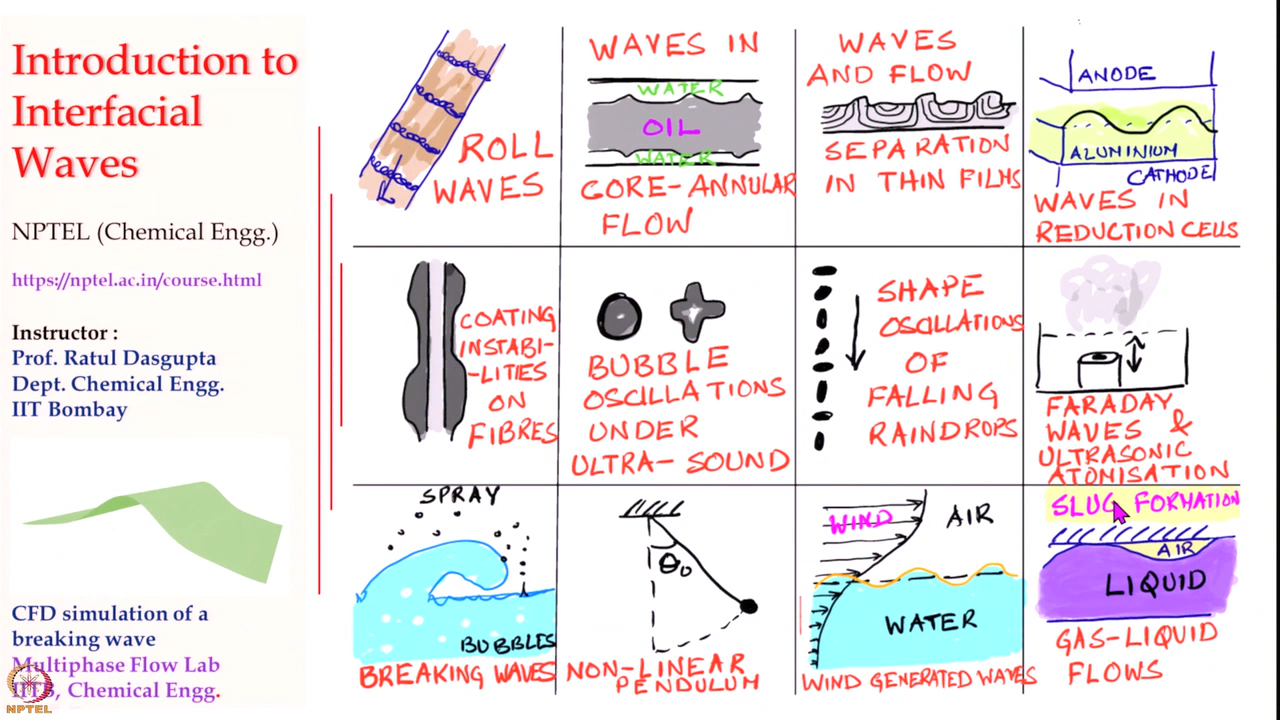 Introduction to
Interfacial
Waves
NPTEL (Chemical Engg.)
https://nptel.ac.in/course.html
Instructor :
Prof. Ratul Dasgupta
Dept. Chemical Engg.
IIT Bombay
CFD simulation of a
breaking wave
Multiphase Flow Lab
IITB, Chemical Engg.
NPTEL
ROLL
WAVES
WAVES IN
WATER
OIL
WATER
CORE-ANNULAR
FLOW
WAVES
AND FLOW
SEPARATION
IN THIN FILMS
ANODE
ALUMINIUM
CATHODE
WAVES IN
REDUCTION CELLS
COATING
INSTABI-
-LITIES
ON
FIBRES
BUBBLE
OSCILLATIONS
UNDER
ULTRA-SOUND
SHAPE
OSCILLATIONS
OF
FALLING
RAINDROPS
FARADAY
WAVES &
ULTRASONIC
ATOMISATION
SPRAY
BUBBLES
BREAKING WAVES
θ₀
NON-LINEAR
PENDULUM
WIND
AIR
WATER
WIND GENERATED WAVES
SLUG FORMATION
AIR
LIQUID
GAS-LIQUID
FLOWS